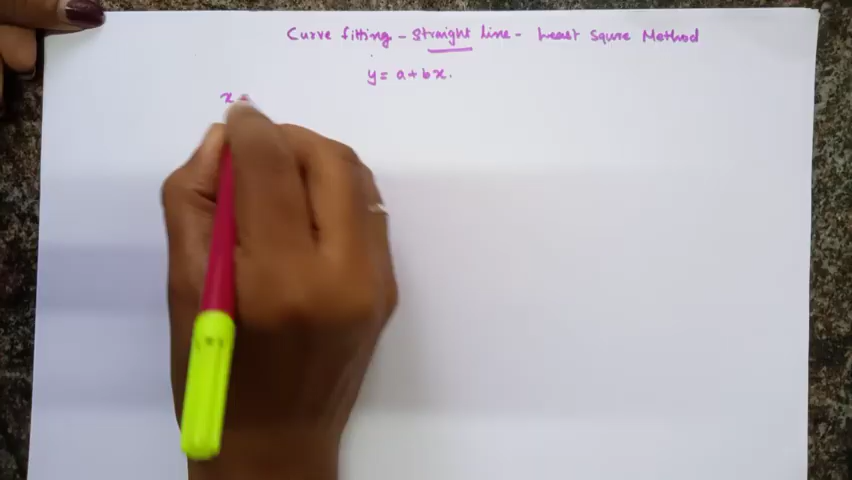 Curve fitting - Straight line - Least Squre Method
y = a + bx.
x